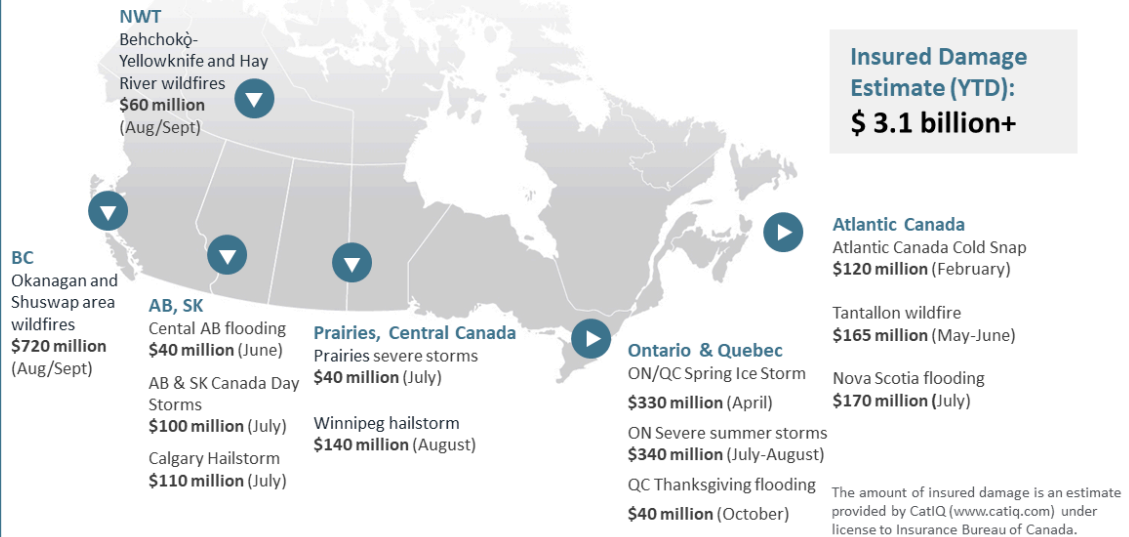 NWT
Behchokǫ̀-
Yellowknife and Hay
River wildfires
$60 million
(Aug/Sept)
Insured Damage
Estimate (YTD):
$ 3.1 billion+
BC
Okanagan and
Shuswap area
wildfires
$720 million
(Aug/Sept)
AB, SK
Cental AB flooding
$40 million (June)
AB & SK Canada Day
Storms
$100 million (July)
Calgary Hailstorm
$110 million (July)
Prairies, Central Canada
Prairies severe storms
$40 million (July)
Winnipeg hailstorm
$140 million (August)
Ontario & Quebec
ON/QC Spring Ice Storm
$330 million (April)
ON Severe summer storms
$340 million (July-August)
QC Thanksgiving flooding
$40 million (October)
Atlantic Canada
Atlantic Canada Cold Snap
$120 million (February)
Tantallon wildfire
$165 million (May-June)
Nova Scotia flooding
$170 million (July)
The amount of insured damage is an estimate
provided by CatIQ (www.catiq.com) under
license to Insurance Bureau of Canada.